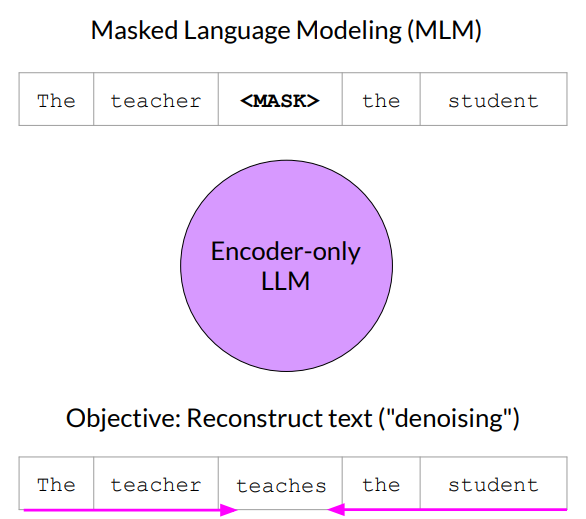 Masked Language Modeling (MLM)
The teacher <MASK> the student
Encoder-only
LLM
Objective: Reconstruct text ("denoising")
The teacher teaches the student